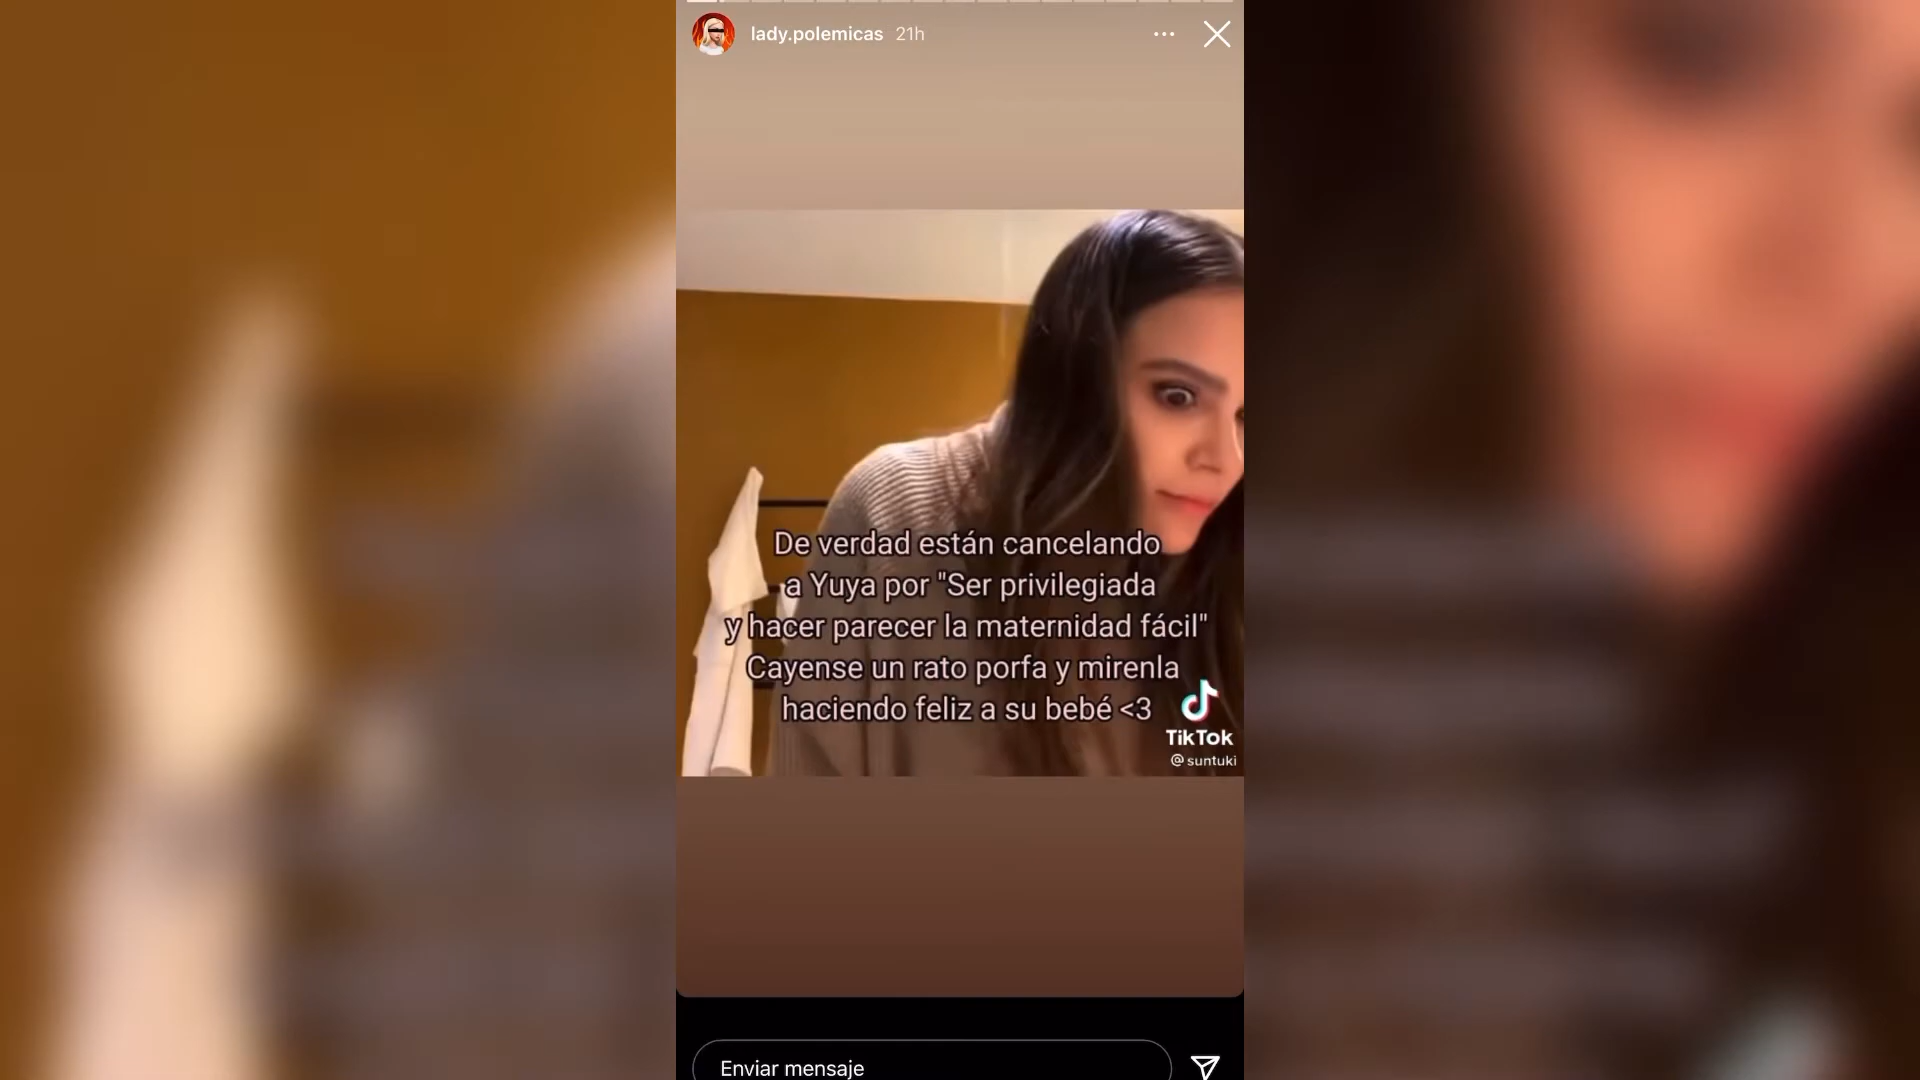 lady.polemicas 21h
De verdad están cancelando
a Yuya por "Ser privilegiada
y hacer parecer la maternidad fácil"
Cayense un rato porfa y mirenla
haciendo feliz a su bebé <3
TikTok
@suntuki
Enviar mensaje